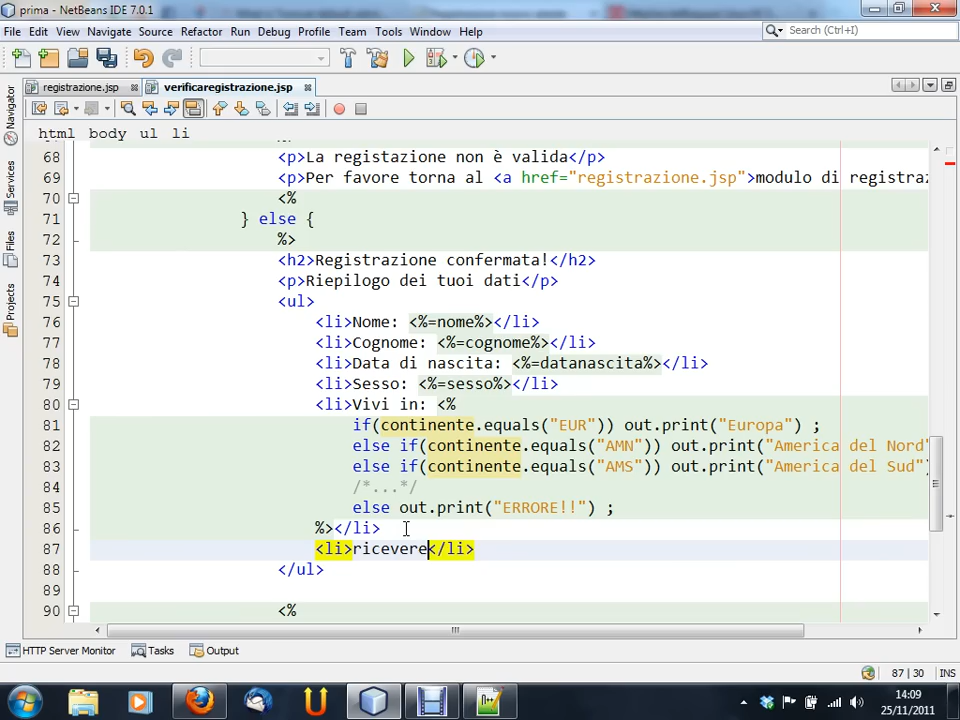 prima - NetBeans IDE 7.0.1
File Edit View Navigate Source Refactor Run Debug Profile Team Tools Window Help
Search (Ctrl+I)
registrazione.jsp verificaregistrazione.jsp
html body ul li
Navigator
Services
Files
Projects
68 <p>La registazione non è valida</p>
69 <p>Per favore torna al <a href="registrazione.jsp">modulo di registraz
70 <%
71 } else {
72 %>
73 <h2>Registrazione confermata!</h2>
74 <p>Riepilogo dei tuoi dati</p>
75 <ul>
76 <li>Nome: <%=nome%></li>
77 <li>Cognome: <%=cognome%></li>
78 <li>Data di nascita: <%=datanascita%></li>
79 <li>Sesso: <%=sesso%></li>
80 <li>Vivi in: <%
81 if(continente.equals("EUR")) out.print("Europa") ;
82 else if(continente.equals("AMN")) out.print("America del Nord"
83 else if(continente.equals("AMS")) out.print("America del Sud")
84 /*...*/
85 else out.print("ERRORE!!") ;
86 %></li>
87 <li>ricevere</li>
88 </ul>
89
90 <%
HTTP Server Monitor Tasks Output
87 | 30 INS
14:09
25/11/2011